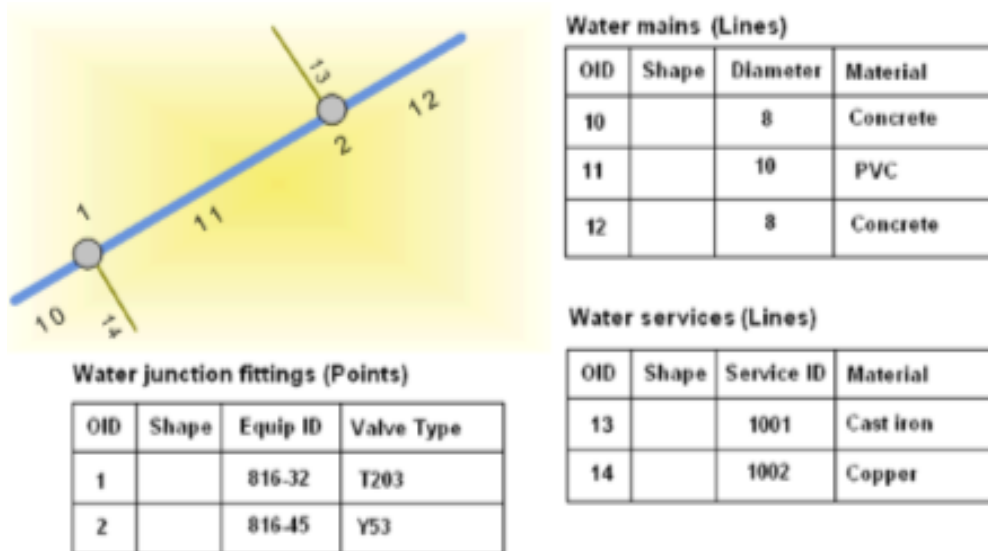 13
12
2
1
11
10
14
Water mains (Lines)
OID Shape Diameter Material
10 8 Concrete
11 10 PVC
12 8 Concrete
Water services (Lines)
OID Shape Service ID Material
13 1001 Cast iron
14 1002 Copper
Water junction fittings (Points)
OID Shape Equip ID Valve Type
1 816-32 T203
2 816-45 Y53